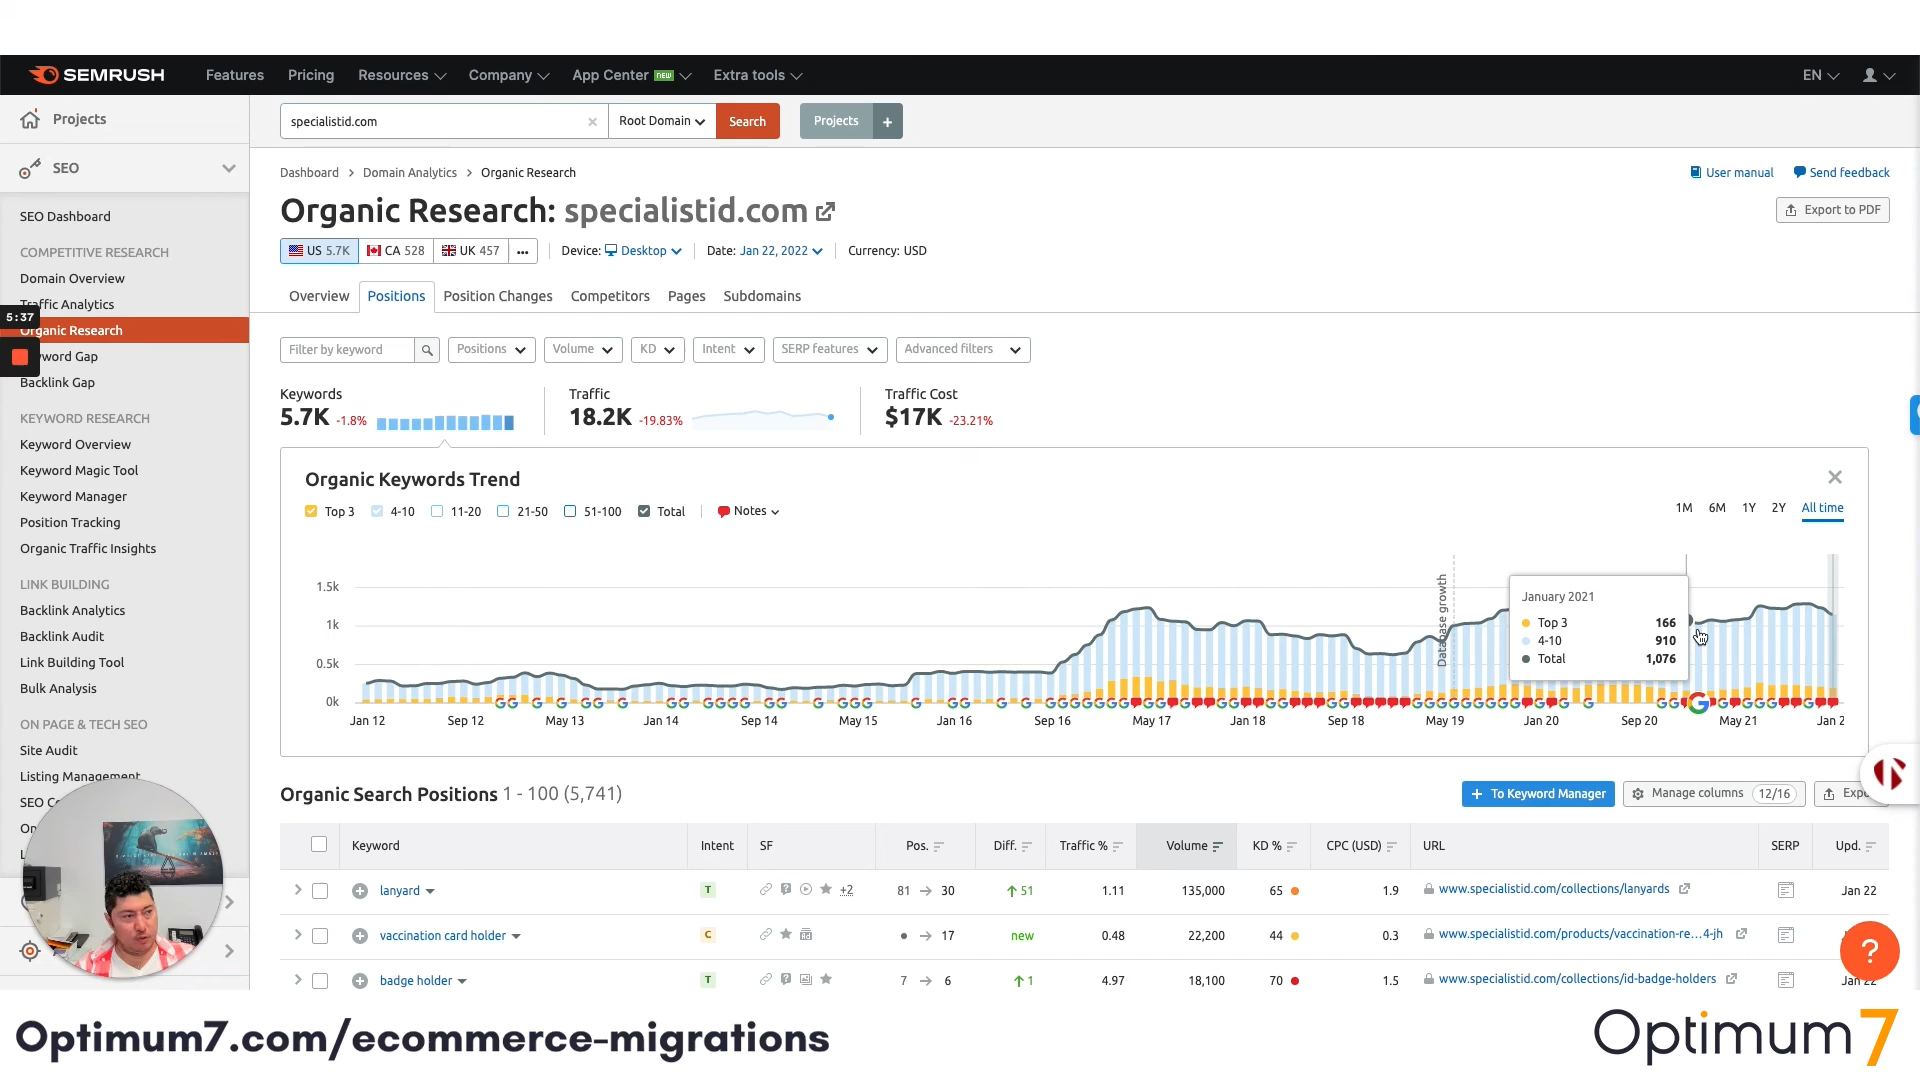 SEMRUSH Features Pricing Resources Company App Center NEW Extra tools EN
Projects
SEO
SEO Dashboard
COMPETITIVE RESEARCH
Domain Overview
Traffic Analytics
5:37
Organic Research
yword Gap
Backlink Gap
KEYWORD RESEARCH
Keyword Overview
Keyword Magic Tool
Keyword Manager
Position Tracking
Organic Traffic Insights
LINK BUILDING
Backlink Analytics
Backlink Audit
Link Building Tool
Bulk Analysis
ON PAGE & TECH SEO
Site Audit
Listing Management
SEO
specialistid.com Root Domain Search Projects +
Dashboard > Domain Analytics > Organic Research User manual Send feedback
Organic Research: specialistid.com Export to PDF
US 5.7K CA 528 UK 457 ... Device: Desktop Date: Jan 22, 2022 Currency: USD
Overview Positions Position Changes Competitors Pages Subdomains
Filter by keyword Positions Volume KD Intent SERP features Advanced filters
Keywords Traffic Traffic Cost
5.7K -1.8% 18.2K -19.83% $17K -23.21%
Organic Keywords Trend
Top 3 4-10 11-20 21-50 51-100 Total Notes 1M 6M 1Y 2Y All time
1.5k
1k
0.5k
0k
Database growth
January 2021
Top 3 166
4-10 910
Total 1,076
Jan 12 Sep 12 May 13 Jan 14 Sep 14 May 15 Jan 16 Sep 16 May 17 Jan 18 Sep 18 May 19 Jan 20 Sep 20 May 21 Jan 2
Organic Search Positions 1 - 100 (5,741) + To Keyword Manager Manage columns 12/16 Expo
Keyword Intent SF Pos. Diff. Traffic % Volume KD % CPC (USD) URL SERP Upd.
lanyard T +2 81 → 30 ↑ 51 1.11 135,000 65 1.9 www.specialistid.com/collections/lanyards Jan 22
vaccination card holder C • → 17 new 0.48 22,200 44 0.3 www.specialistid.com/products/vaccination-re...4-jh
badge holder T 7 → 6 ↑ 1 4.97 18,100 70 1.5 www.specialistid.com/collections/id-badge-holders Jan 22
?
Optimum7.com/ecommerce-migrations
Optimum7